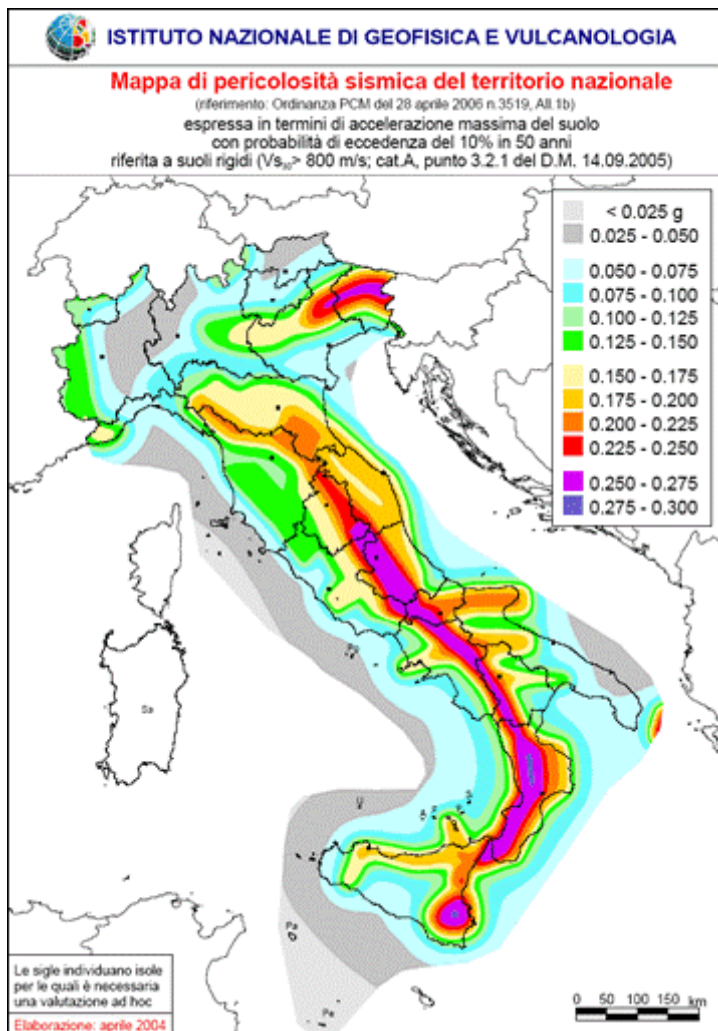 ISTITUTO NAZIONALE DI GEOFISICA E VULCANOLOGIA
Mappa di pericolosità sismica del territorio nazionale
(riferimento: Ordinanza PCM del 28 aprile 2006 n.3519, All.1b)
espressa in termini di accelerazione massima del suolo
con probabilità di eccedenza del 10% in 50 anni
riferita a suoli rigidi (Vs₃₀> 800 m/s; cat.A, punto 3.2.1 del D.M. 14.09.2005)
< 0.025 g
0.025 - 0.050
0.050 - 0.075
0.075 - 0.100
0.100 - 0.125
0.125 - 0.150
0.150 - 0.175
0.175 - 0.200
0.200 - 0.225
0.225 - 0.250
0.250 - 0.275
0.275 - 0.300
Sa
U
Pa
Pe
Le sigle individuano isole
per le quali è necessaria
una valutazione ad hoc
Elaborazione: aprile 2004
0 50 100 150 km